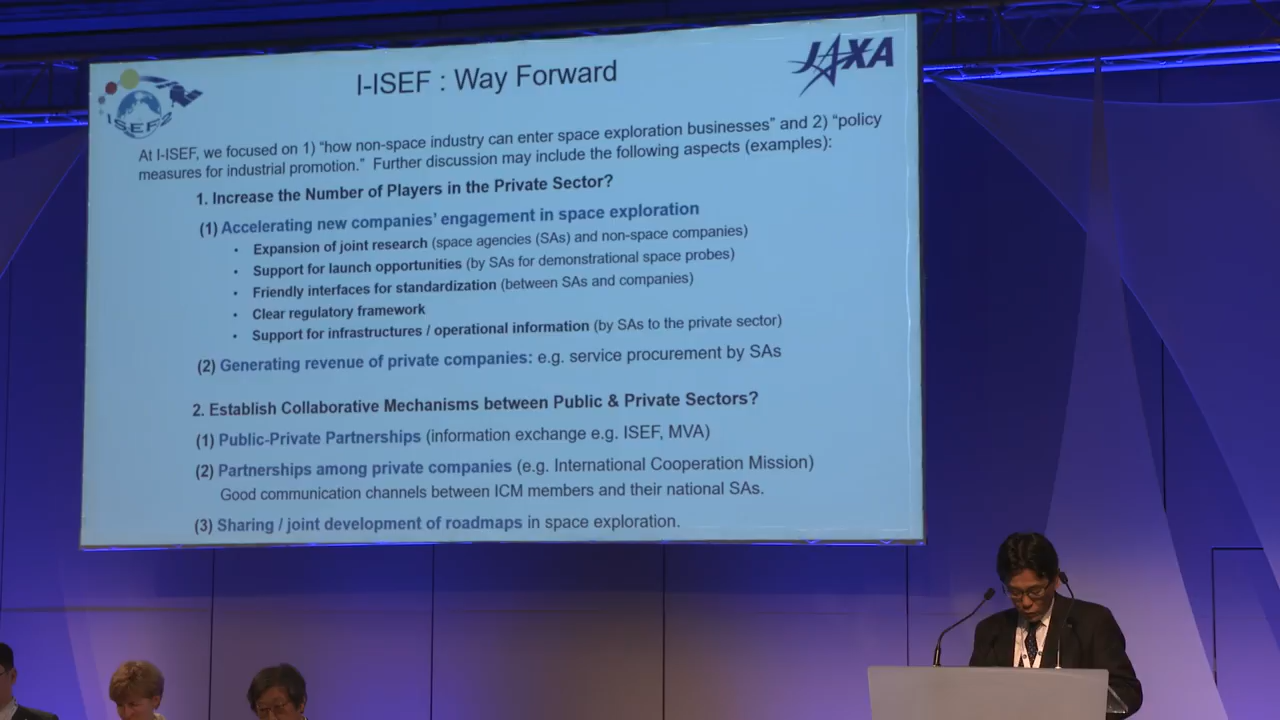 ISEF2
I-ISEF : Way Forward
JAXA
At I-ISEF, we focused on 1) “how non-space industry can enter space exploration businesses” and 2) “policy
measures for industrial promotion.” Further discussion may include the following aspects (examples):
1. Increase the Number of Players in the Private Sector?
(1) Accelerating new companies’ engagement in space exploration
• Expansion of joint research (space agencies (SAs) and non-space companies)
• Support for launch opportunities (by SAs for demonstrational space probes)
• Friendly interfaces for standardization (between SAs and companies)
• Clear regulatory framework
• Support for infrastructures / operational information (by SAs to the private sector)
(2) Generating revenue of private companies: e.g. service procurement by SAs
2. Establish Collaborative Mechanisms between Public & Private Sectors?
(1) Public-Private Partnerships (information exchange e.g. ISEF, MVA)
(2) Partnerships among private companies (e.g. International Cooperation Mission)
Good communication channels between ICM members and their national SAs.
(3) Sharing / joint development of roadmaps in space exploration.